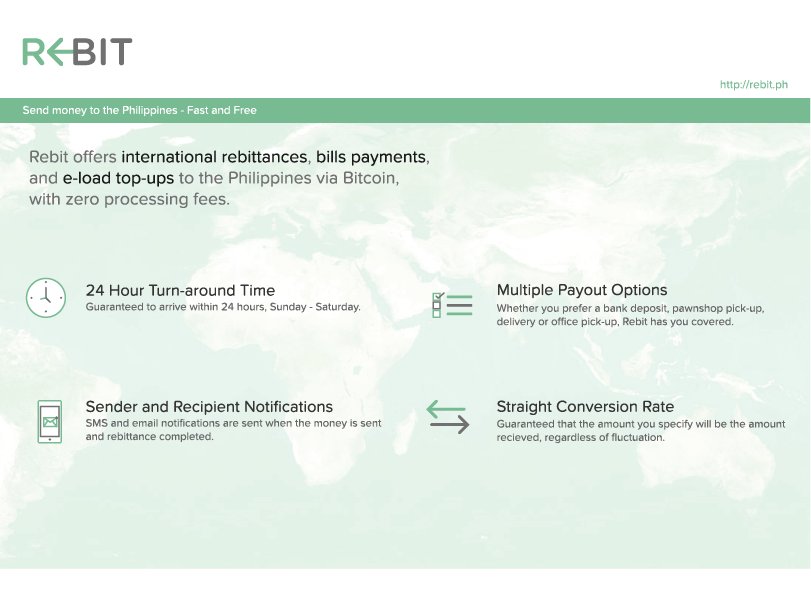 REBIT
http://rebit.ph
Send money to the Philippines - Fast and Free
Rebit offers international rebittances, bills payments,
and e-load top-ups to the Philippines via Bitcoin,
with zero processing fees.
24 Hour Turn-around Time
Guaranteed to arrive within 24 hours, Sunday - Saturday.
Multiple Payout Options
Whether you prefer a bank deposit, pawnshop pick-up,
delivery or office pick-up, Rebit has you covered.
Sender and Recipient Notifications
SMS and email notifications are sent when the money is sent
and rebittance completed.
Straight Conversion Rate
Guaranteed that the amount you specify will be the amount
recieved, regardless of fluctuation.